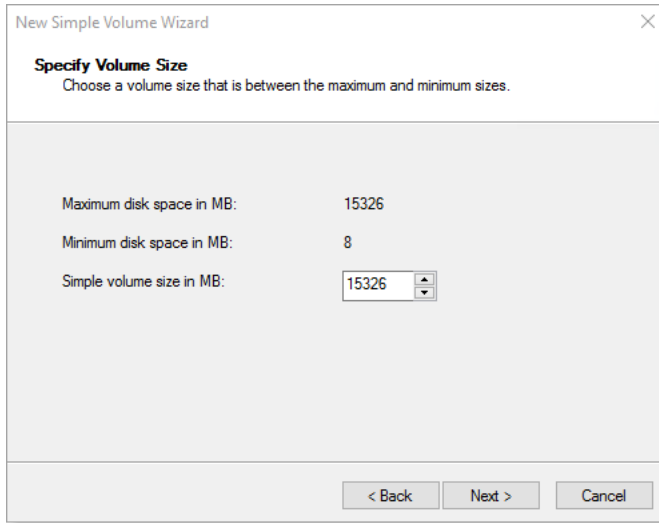 New Simple Volume Wizard
Specify Volume Size
Choose a volume size that is between the maximum and minimum sizes.
Maximum disk space in MB: 15326
Minimum disk space in MB: 8
Simple volume size in MB: 15326
< Back Next > Cancel